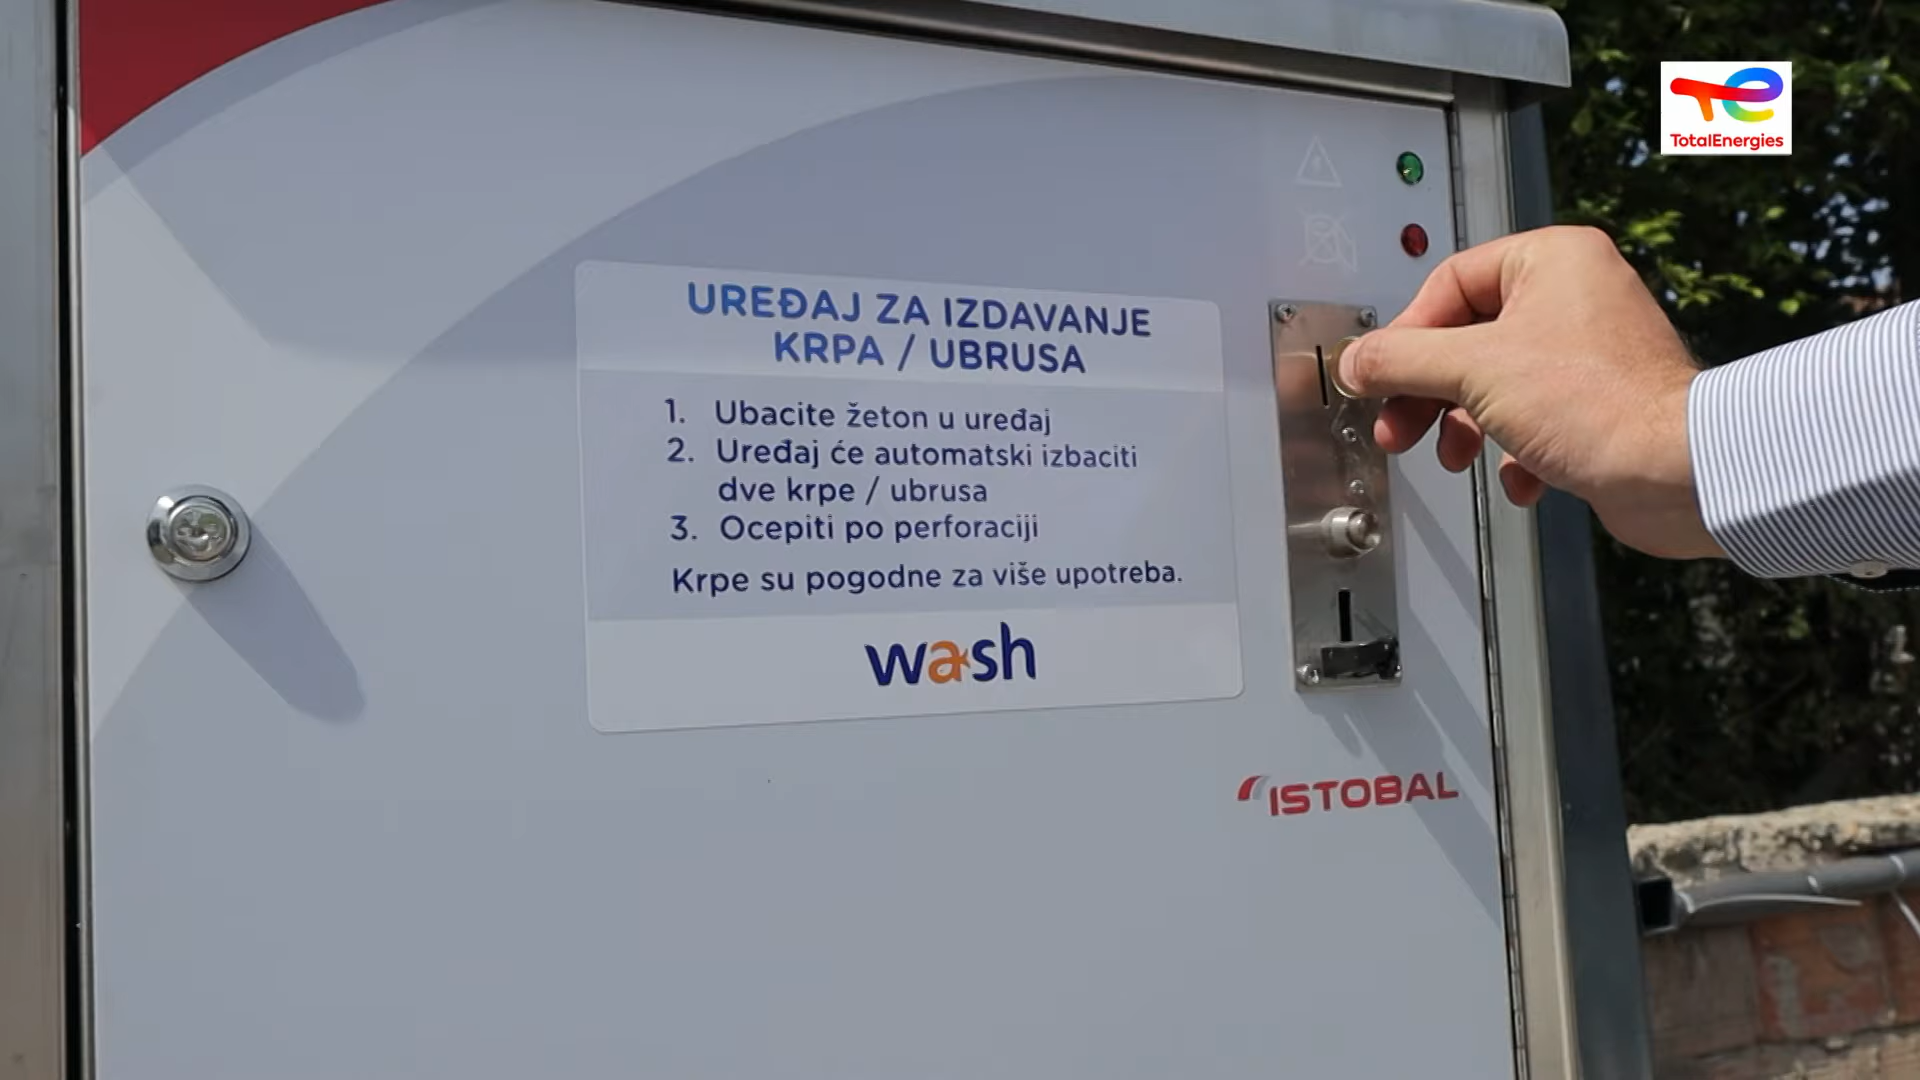 TotalEnergies
UREĐAJ ZA IZDAVANJE
KRPA / UBRUSA
1. Ubacite žeton u uređaj
2. Uređaj će automatski izbaciti
dve krpe / ubrusa
3. Ocepiti po perforaciji
Krpe su pogodne za više upotreba.
wash
ISTOBAL